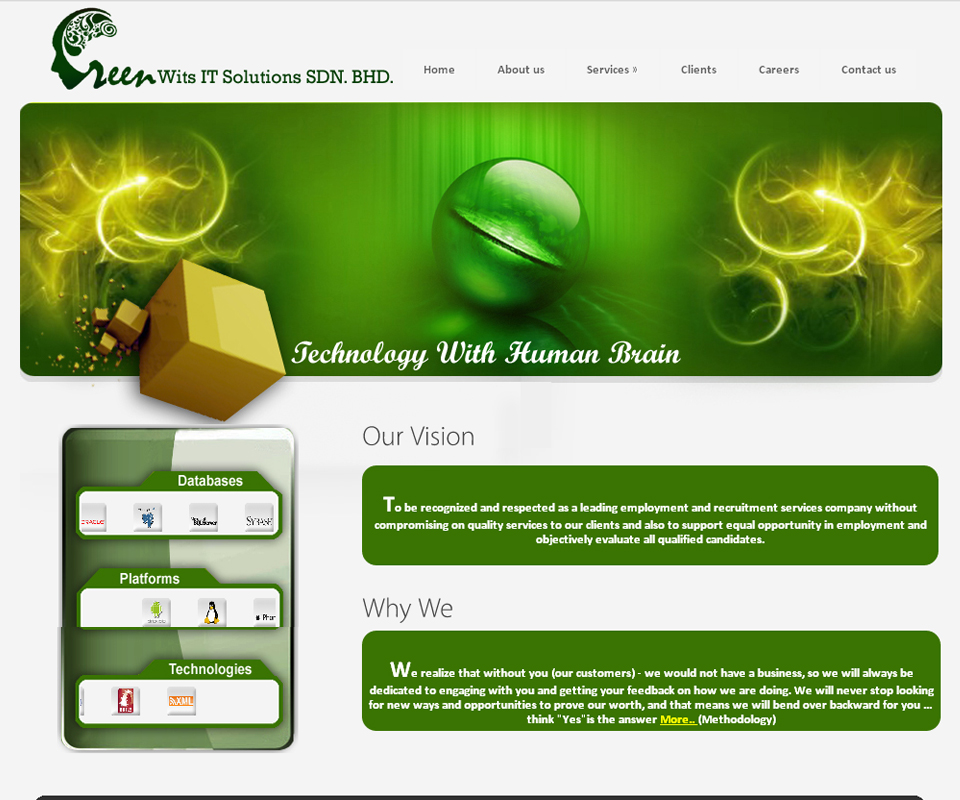 Green Wits IT Solutions SDN. BHD.
Home About us Services » Clients Careers Contact us
Technology With Human Brain
Our Vision
To be recognized and respected as a leading employment and recruitment services company without
compromising on quality services to our clients and also to support equal opportunity in employment and
objectively evaluate all qualified candidates.
Databases
ORACLE SYBASE
Platforms
android
Technologies
XML
Why We
We realize that without you (our customers) - we would not have a business, so we will always be
dedicated to engaging with you and getting your feedback on how we are doing. We will never stop looking
for new ways and opportunities to prove our worth, and that means we will bend over backward for you ...
think "Yes"is the answer More.. (Methodology)